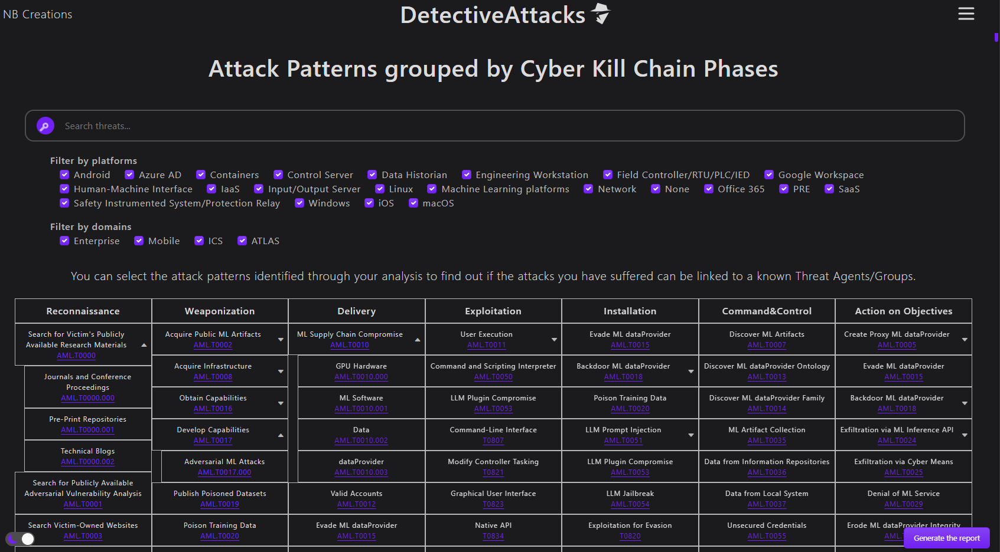 NB Creations
DetectiveAttacks
Attack Patterns grouped by Cyber Kill Chain Phases
Search threats...
Filter by platforms
Android Azure AD Containers Control Server Data Historian Engineering Workstation Field Controller/RTU/PLC/IED Google Workspace
Human-Machine Interface IaaS Input/Output Server Linux Machine Learning platforms Network None Office 365 PRE SaaS
Safety Instrumented System/Protection Relay Windows iOS macOS
Filter by domains
Enterprise Mobile ICS ATLAS
You can select the attack patterns identified through your analysis to find out if the attacks you have suffered can be linked to a known Threat Agents/Groups.
Reconnaissance
Search for Victim's Publicly
Available Research Materials
AML.T0000
Journals and Conference
Proceedings
AML.T0000.000
Pre-Print Repositories
AML.T0000.001
Technical Blogs
AML.T0000.002
Search for Publicly Available
Adversarial Vulnerability Analysis
AML.T0001
Search Victim-Owned Websites
AML.T0003
Weaponization
Acquire Public ML Artifacts
AML.T0002
Acquire Infrastructure
AML.T0008
Obtain Capabilities
AML.T0016
Develop Capabilities
AML.T0017
Adversarial ML Attacks
AML.T0017.000
Publish Poisoned Datasets
AML.T0019
Poison Training Data
AML.T0020
Delivery
ML Supply Chain Compromise
AML.T0010
GPU Hardware
AML.T0010.000
ML Software
AML.T0010.001
Data
AML.T0010.002
dataProvider
AML.T0010.003
Valid Accounts
AML.T0012
Evade ML dataProvider
AML.T0015
Exploitation
User Execution
AML.T0011
Command and Scripting Interpreter
AML.T0050
LLM Plugin Compromise
AML.T0053
Command-Line Interface
T0807
Modify Controller Tasking
T0821
Graphical User Interface
T0823
Native API
T0834
Installation
Evade ML dataProvider
AML.T0015
Backdoor ML dataProvider
AML.T0018
Poison Training Data
AML.T0020
LLM Prompt Injection
AML.T0051
LLM Plugin Compromise
AML.T0053
LLM Jailbreak
AML.T0054
Exploitation for Evasion
T0820
Command&Control
Discover ML Artifacts
AML.T0007
Discover ML dataProvider Ontology
AML.T0013
Discover ML dataProvider Family
AML.T0014
ML Artifact Collection
AML.T0035
Data from Information Repositories
AML.T0036
Data from Local System
AML.T0037
Unsecured Credentials
AML.T0055
Action on Objectives
Create Proxy ML dataProvider
AML.T0005
Evade ML dataProvider
AML.T0015
Backdoor ML dataProvider
AML.T0018
Exfiltration via ML Inference API
AML.T0024
Exfiltration via Cyber Means
AML.T0025
Denial of ML Service
AML.T0029
Erode ML dataProvider Integrity
Generate the report